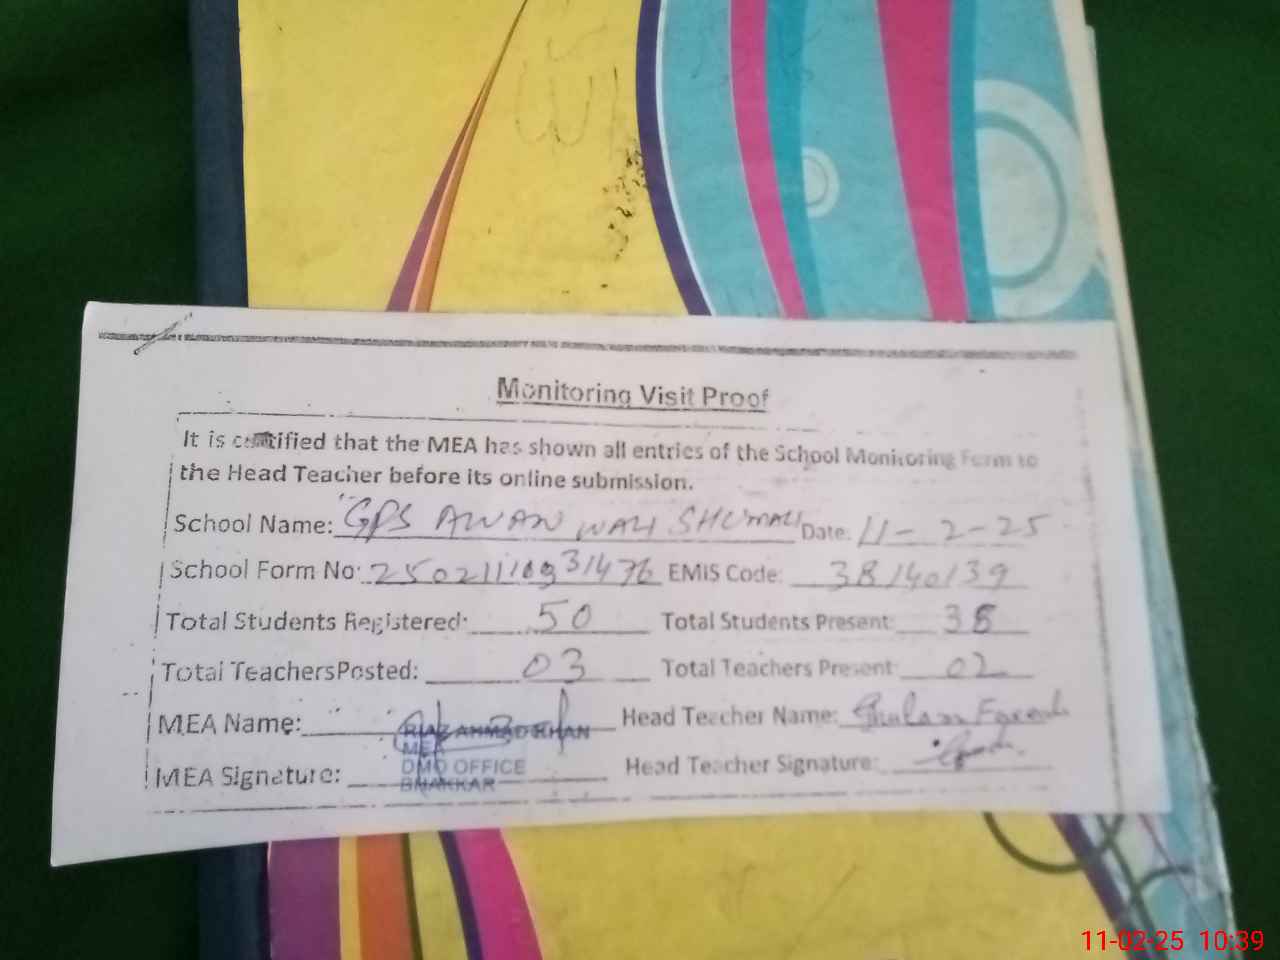 Monitoring Visit Proof
It is certified that the MEA has shown all entries of the School Monitoring Form to
the Head Teacher before its online submission.
School Name: GPS AWAN WALI SHUMALI Date: 11-2-25
School Form No: 25021110931476 EMIS Code: 38140139
Total Students Registered: 50 Total Students Present: 38
Total Teachers Posted: 03 Total Teachers Present: 02
MEA Name: RIAZ AHMAD KHAN Head Teacher Name: Ghulam Fareed
MEA
MEA Signature: DMO OFFICE Head Teacher Signature:
BHAKKAR
11-02-25 10:39